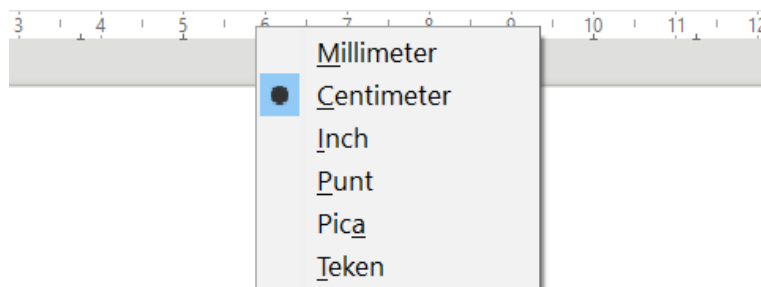 3 4 5 6 7 8 9 10 11 12
Millimeter
Centimeter
Inch
Punt
Pica
Teken